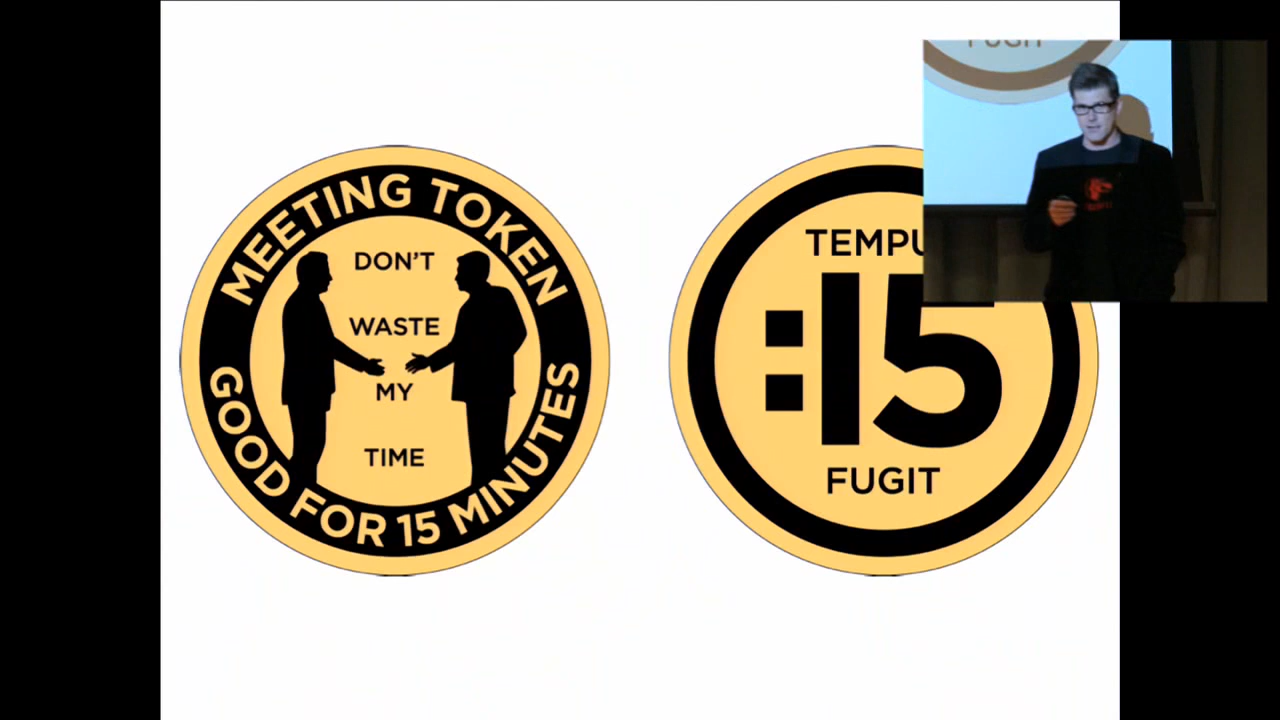 MEETING TOKEN
DON'T
WASTE
MY
TIME
GOOD FOR 15 MINUTES
TEMPU
:15
FUGIT
FUGIT